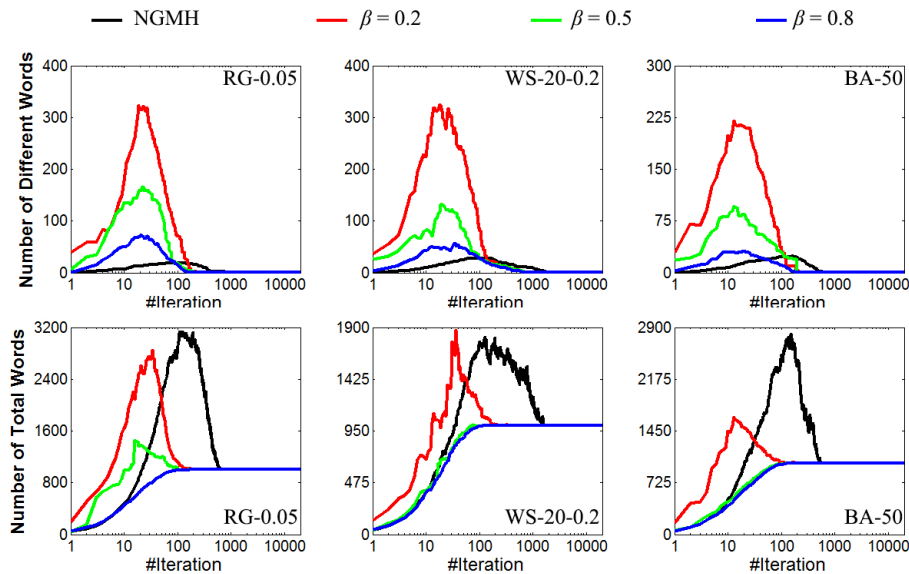 NGMH β = 0.2 β = 0.5 β = 0.8
Number of Different Words
400
300
200
100
0
RG-0.05
1 10 100 1000 10000
#Iteration
400
300
200
100
0
WS-20-0.2
1 10 100 1000 10000
#Iteration
300
225
150
75
0
BA-50
1 10 100 1000 10000
#Iteration
Number of Total Words
3200
2400
1600
800
0
RG-0.05
1 10 100 1000 10000
#Iteration
1900
1425
950
475
0
WS-20-0.2
1 10 100 1000 10000
#Iteration
2900
2175
1450
725
0
BA-50
1 10 100 1000 10000
#Iteration